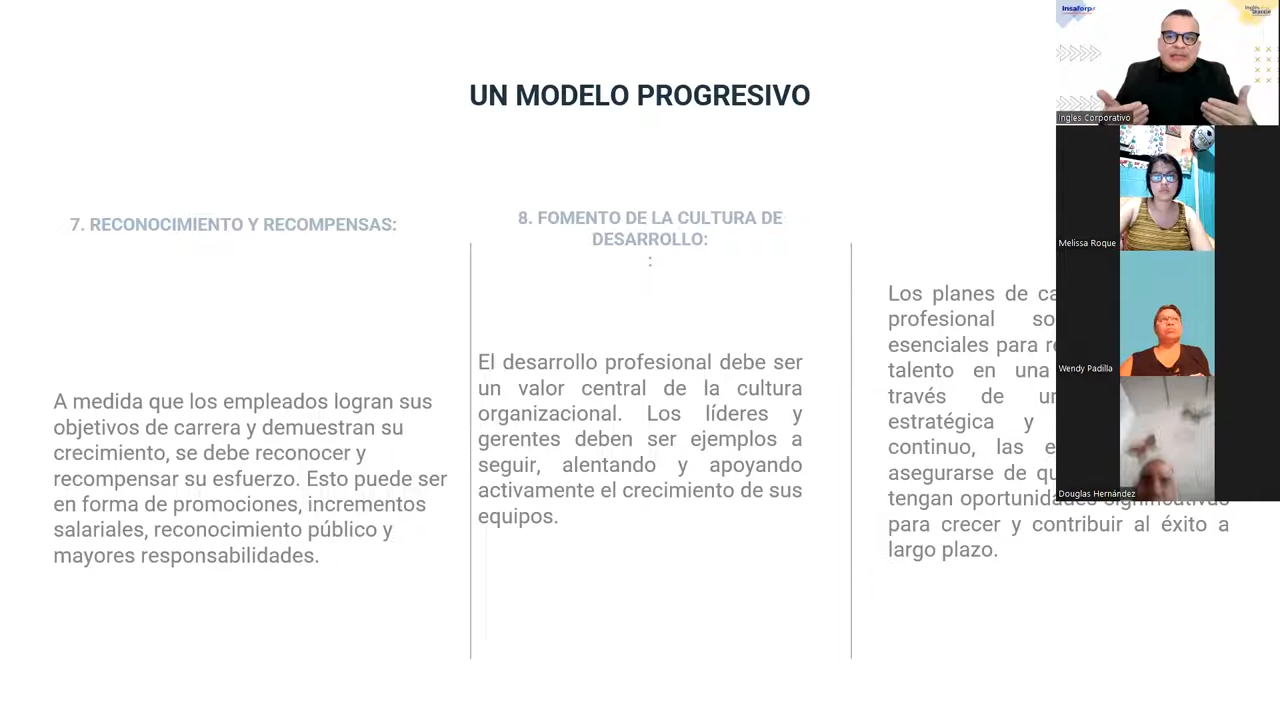 UN MODELO PROGRESIVO
7. RECONOCIMIENTO Y RECOMPENSAS:
A medida que los empleados logran sus
objetivos de carrera y demuestran su
crecimiento, se debe reconocer y
recompensar su esfuerzo. Esto puede ser
en forma de promociones, incrementos
salariales, reconocimiento público y
mayores responsabilidades.
8. FOMENTO DE LA CULTURA DE
DESARROLLO:
:
El desarrollo profesional debe ser
un valor central de la cultura
organizacional. Los líderes y
gerentes deben ser ejemplos a
seguir, alentando y apoyando
activamente el crecimiento de sus
equipos.
Los planes de
profesional
esenciales para
talento en una
través de
estratégica y
continuo, las
asegurarse de
tengan oportunidades significativas
para crecer y contribuir al éxito a
largo plazo.
Insaforp
Ingles Corporativo
Melissa Roque
Wendy Padilla
Douglas Hernández